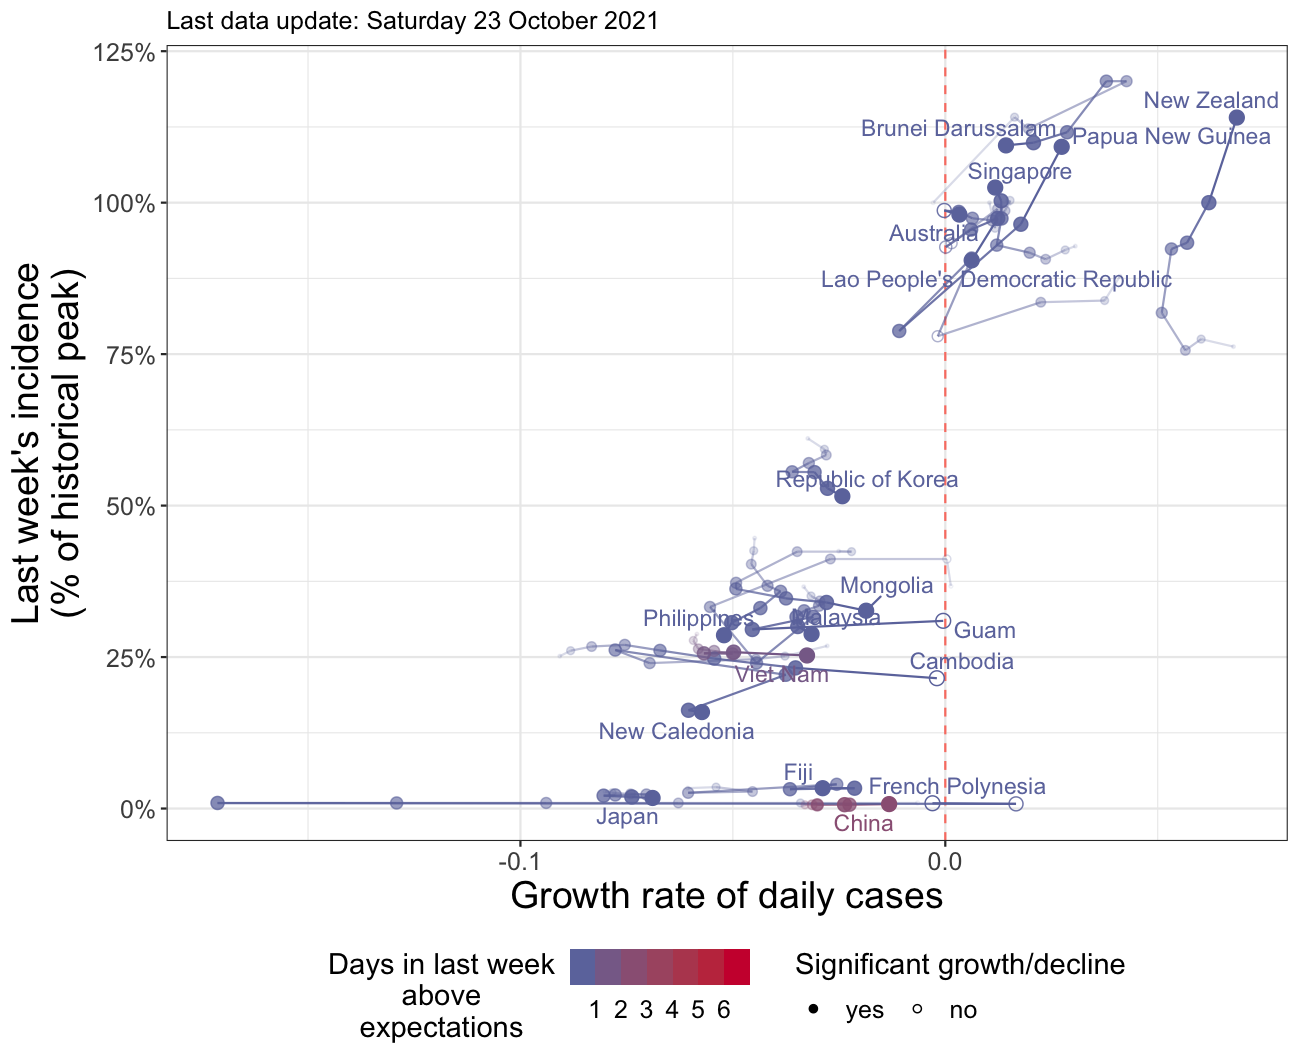 Last data update: Saturday 23 October 2021
Last week's incidence
(% of historical peak)
125%
100%
75%
50%
25%
0%
New Zealand
Brunei Darussalam
Papua New Guinea
Singapore
Australia
Lao People's Democratic Republic
Republic of Korea
Mongolia
Philippines
Malaysia
Guam
Cambodia
Viet Nam
New Caledonia
Fiji
French Polynesia
Japan
China
-0.1
0.0
Growth rate of daily cases
Days in last week
above
expectations
1 2 3 4 5 6
Significant growth/decline
yes no